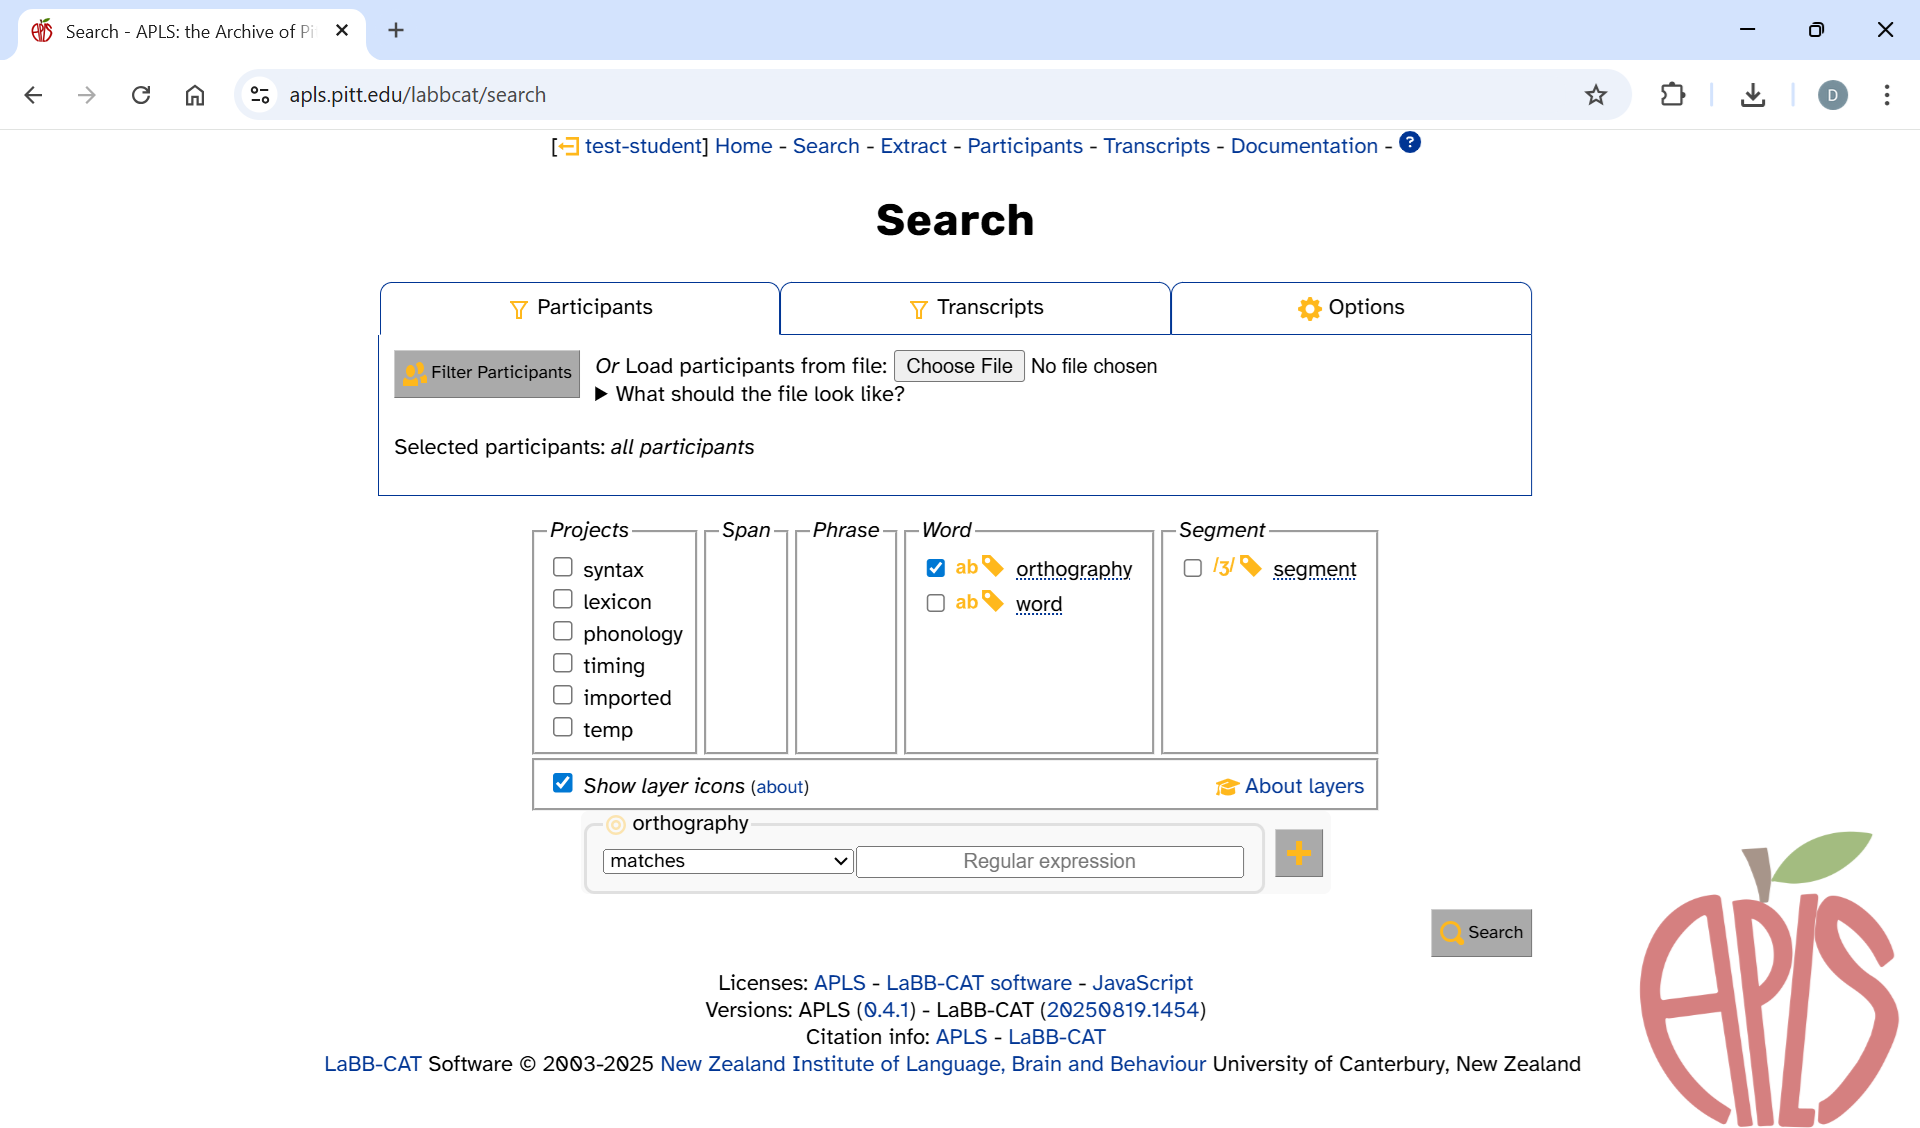 Search - APLS: the Archive of Pi
apls.pitt.edu/labbcat/search
D
[ test-student] Home - Search - Extract - Participants - Transcripts - Documentation - ?
Search
Participants
Transcripts
Options
Filter Participants
Or Load participants from file: Choose File No file chosen
▶ What should the file look like?
Selected participants: all participants
Projects
syntax
lexicon
phonology
timing
imported
temp
Span
Phrase
Word
ab orthography
ab word
Segment
/ʒ/ segment
Show layer icons (about)
About layers
orthography
matches
Regular expression
Search
Licenses: APLS - LaBB-CAT software - JavaScript
Versions: APLS (0.4.1) - LaBB-CAT (20250819.1454)
Citation info: APLS - LaBB-CAT
LaBB-CAT Software © 2003-2025 New Zealand Institute of Language, Brain and Behaviour University of Canterbury, New Zealand
APLS